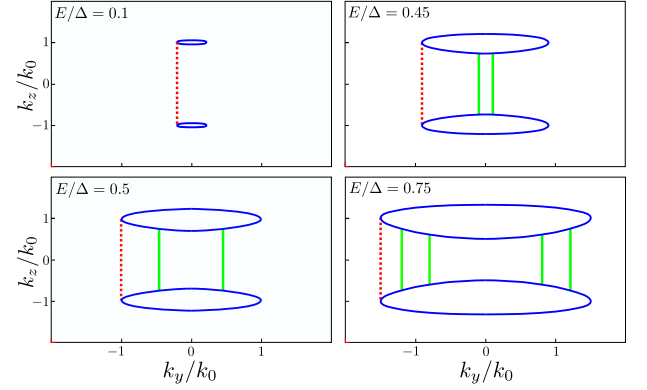 E/Δ = 0.1
E/Δ = 0.45
k_z/k_0
1
0
−1
E/Δ = 0.5
E/Δ = 0.75
k_z/k_0
1
0
−1
−1 0 1
−1 0 1
k_y/k_0
k_y/k_0